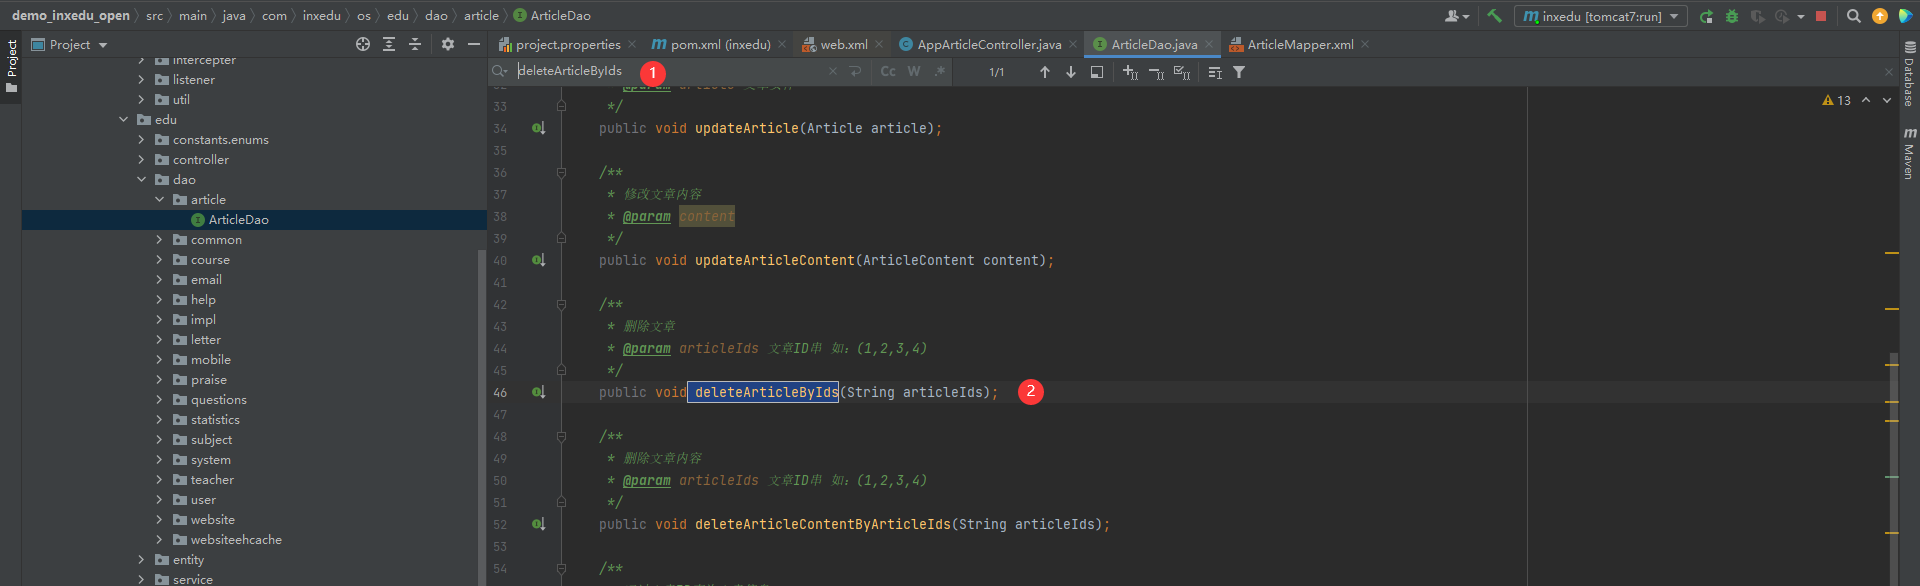 demo_inxedu_open 〉 src 〉 main 〉 java 〉 com 〉 inxedu 〉 os 〉 edu 〉 dao 〉 article 〉 ArticleDao
inxedu [tomcat7:run]
Project
project.properties × pom.xml (inxedu) × web.xml × AppArticleController.java × ArticleDao.java × ArticleMapper.xml ×
deleteArticleByIds
1
Cc W .*
1/1
13
Project
Database
Maven
intercepter
listener
util
edu
constants.enums
controller
dao
article
ArticleDao
common
course
email
help
impl
letter
mobile
praise
questions
statistics
subject
system
teacher
user
website
websiteehcache
entity
service
33 */
34 public void updateArticle(Article article);
35
36 /**
37 * 修改文章内容
38 * @param content
39 */
40 public void updateArticleContent(ArticleContent content);
41
42 /**
43 * 删除文章
44 * @param articleIds 文章ID串 如：(1,2,3,4)
45 */
46 public void deleteArticleByIds(String articleIds); 2
47
48 /**
49 * 删除文章内容
50 * @param articleIds 文章ID串 如：(1,2,3,4)
51 */
52 public void deleteArticleContentByArticleIds(String articleIds);
53
54 /**